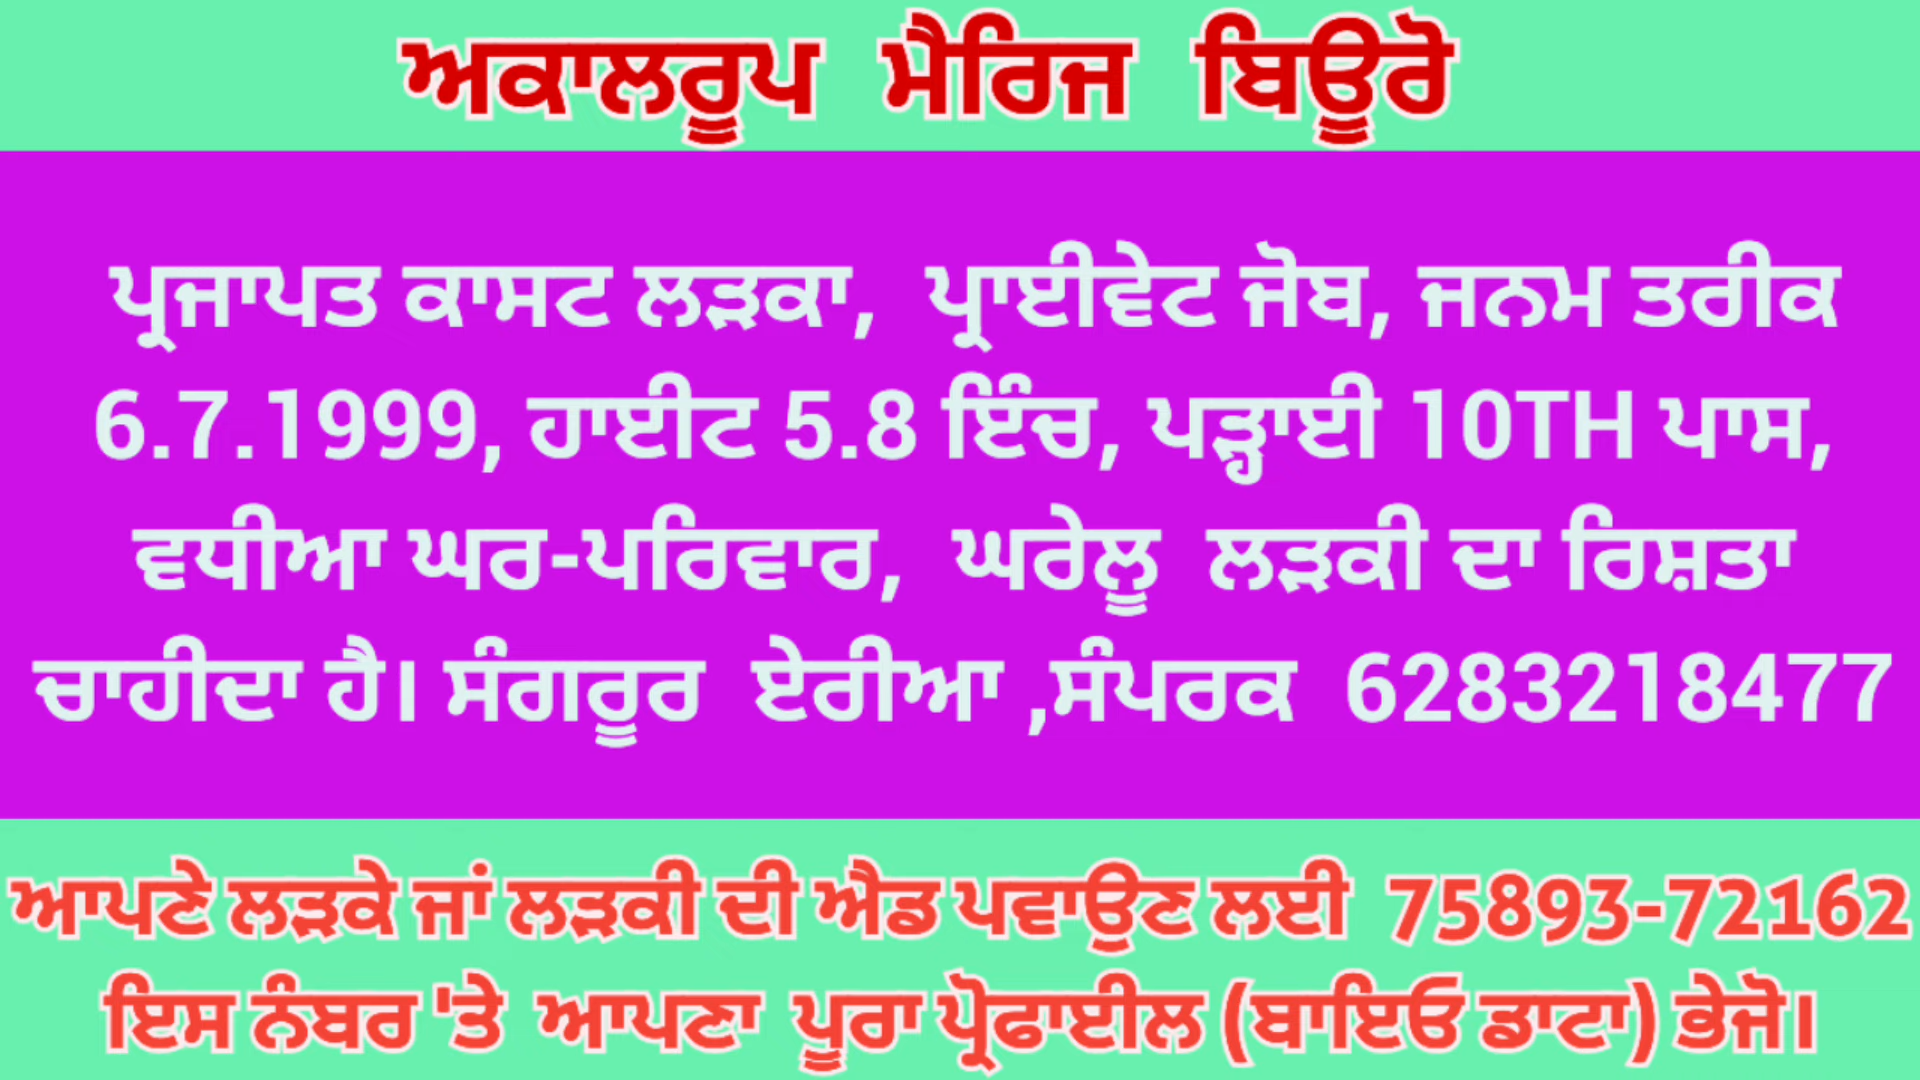 ਅਕਾਲਰੂਪ ਮੈਰਿਜ ਬਿਊਰੋ
ਪ੍ਰਜਾਪਤ ਕਾਸਟ ਲੜਕਾ, ਪ੍ਰਾਈਵੇਟ ਜੋਬ, ਜਨਮ ਤਰੀਕ
6.7.1999, ਹਾਈਟ 5.8 ਇੰਚ, ਪੜ੍ਹਾਈ 10TH ਪਾਸ,
ਵਧੀਆ ਘਰ-ਪਰਿਵਾਰ, ਘਰੇਲੂ ਲੜਕੀ ਦਾ ਰਿਸ਼ਤਾ
ਚਾਹੀਦਾ ਹੈ। ਸੰਗਰੂਰ ਏਰੀਆ ,ਸੰਪਰਕ 6283218477
ਆਪਣੇ ਲੜਕੇ ਜਾਂ ਲੜਕੀ ਦੀ ਐਡ ਪਵਾਉਣ ਲਈ 75893-72162
ਇਸ ਨੰਬਰ 'ਤੇ ਆਪਣਾ ਪੂਰਾ ਪ੍ਰੋਫਾਈਲ (ਬਾਇਓ ਡਾਟਾ) ਭੇਜੋ।